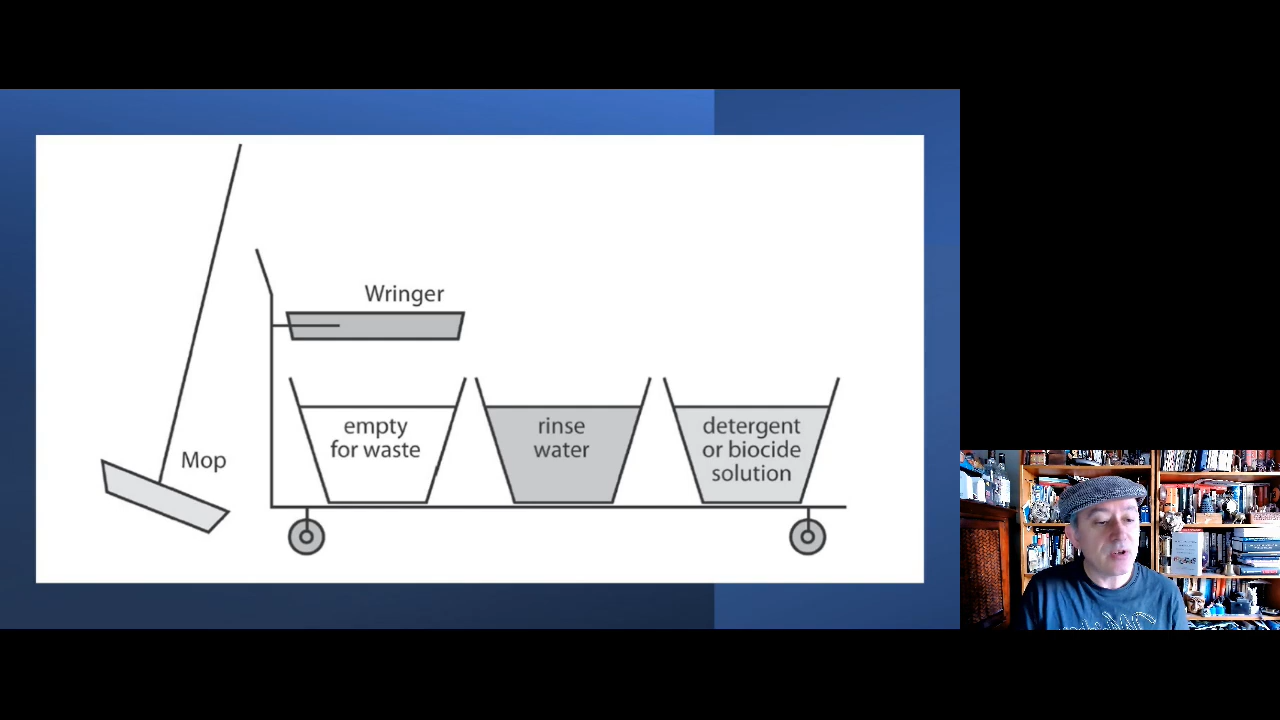 Wringer
empty
for waste
rinse
water
detergent
or biocide
solution
Mop